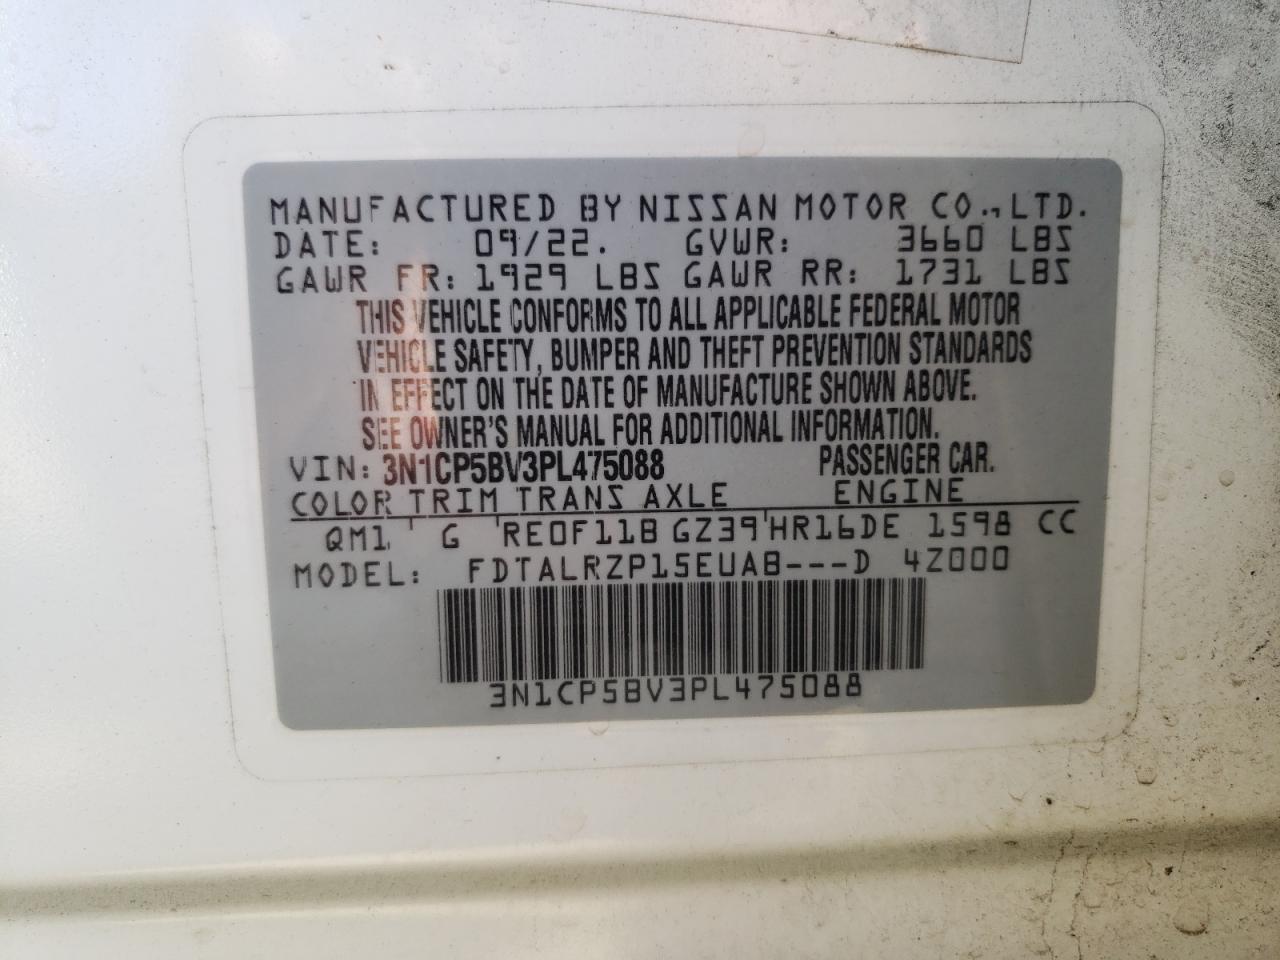 MANUFACTURED BY NISSAN MOTOR CO., LTD.
DATE: 09/22. GVWR: 3660 LBS
GAWR FR: 1929 LBS GAWR RR: 1731 LBS
THIS VEHICLE CONFORMS TO ALL APPLICABLE FEDERAL MOTOR
VEHICLE SAFETY, BUMPER AND THEFT PREVENTION STANDARDS
IN EFFECT ON THE DATE OF MANUFACTURE SHOWN ABOVE.
SEE OWNER'S MANUAL FOR ADDITIONAL INFORMATION.
VIN: 3N1CP5BV3PL475088 PASSENGER CAR.
COLOR TRIM TRANS AXLE ENGINE
QM1 G RE0F11B GZ39 HR16DE 1598 CC
MODEL: FDTALRZP15EUAB---D 4Z000
3N1CP5BV3PL475088